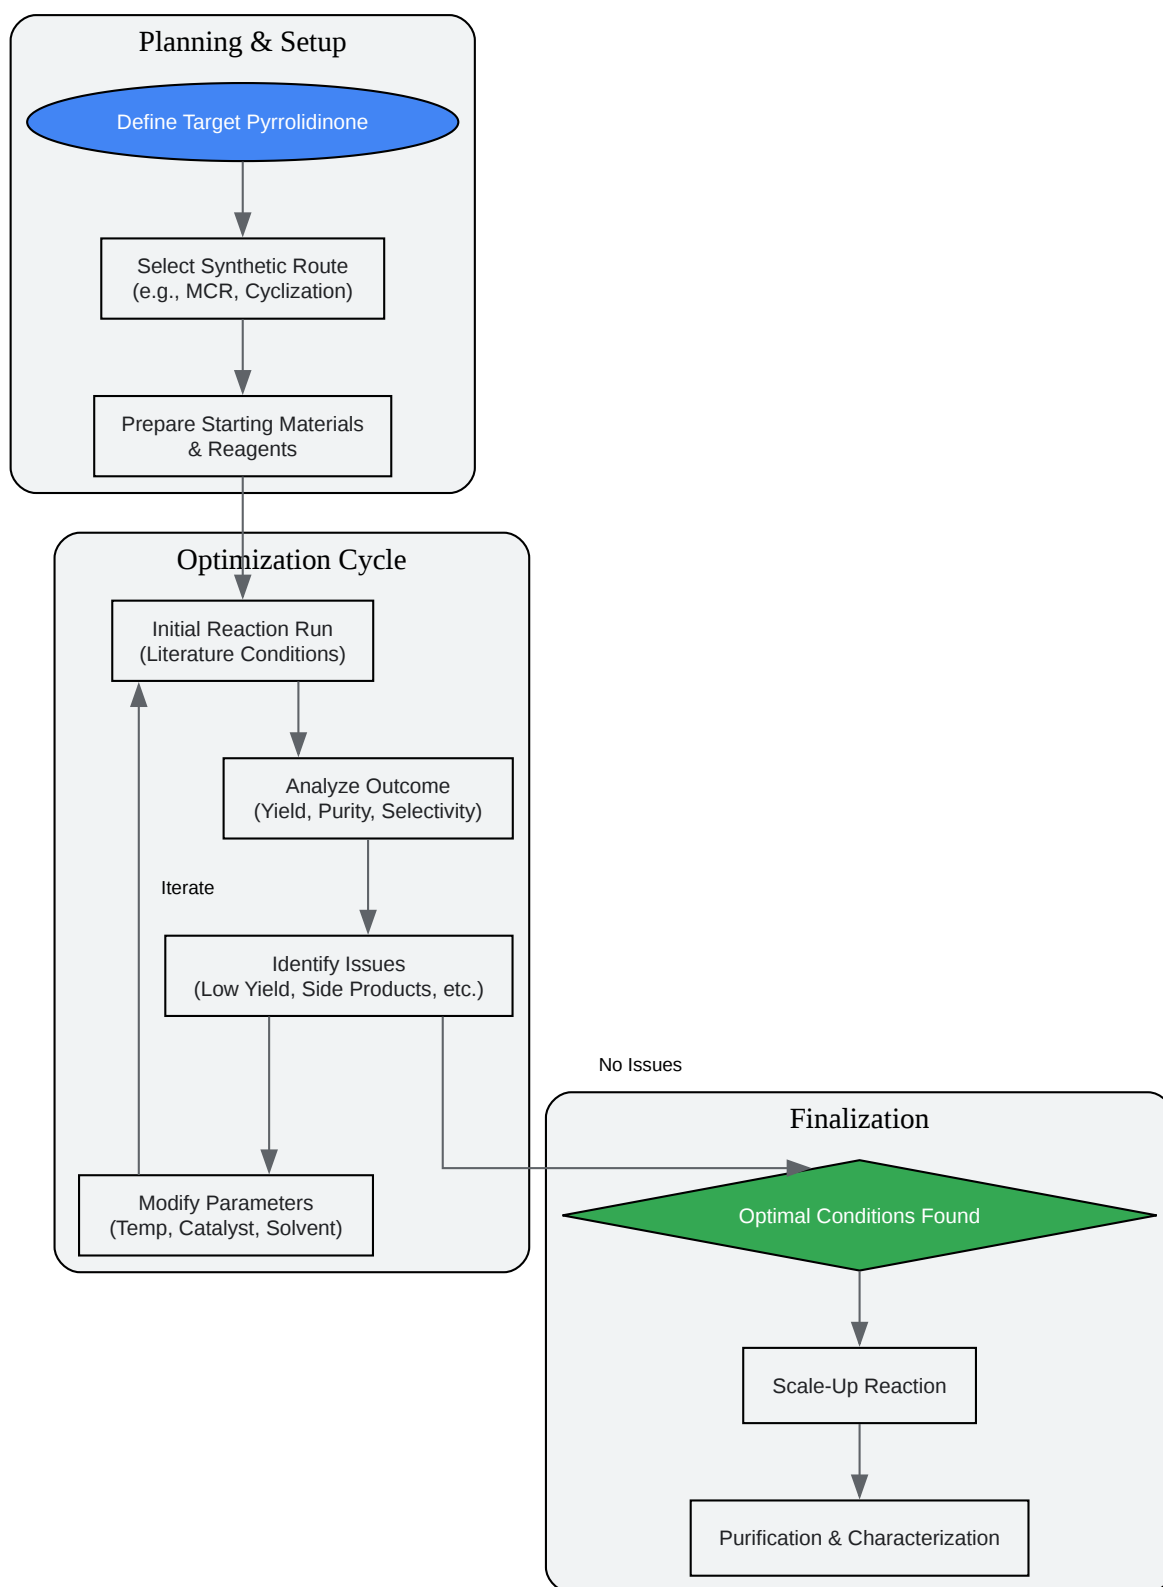 Planning & Setup
Define Target Pyrrolidinone
Select Synthetic Route
(e.g., MCR, Cyclization)
Prepare Starting Materials
& Reagents
Optimization Cycle
Initial Reaction Run
(Literature Conditions)
Analyze Outcome
(Yield, Purity, Selectivity)
Iterate
Identify Issues
(Low Yield, Side Products, etc.)
No Issues
Modify Parameters
(Temp, Catalyst, Solvent)
Finalization
Optimal Conditions Found
Scale-Up Reaction
Purification & Characterization